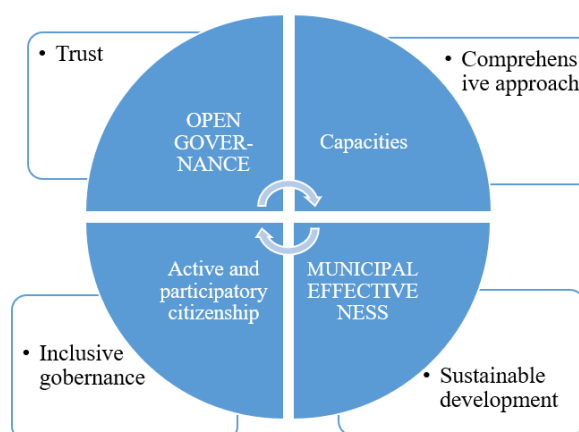 • Trust
• Comprehens
ive approach
OPEN
GOVER-
NANCE
Capacities
Active and
participatory
citizenship
MUNICIPAL
EFFECTIVE
NESS
• Inclusive
gobernance
• Sustainable
development